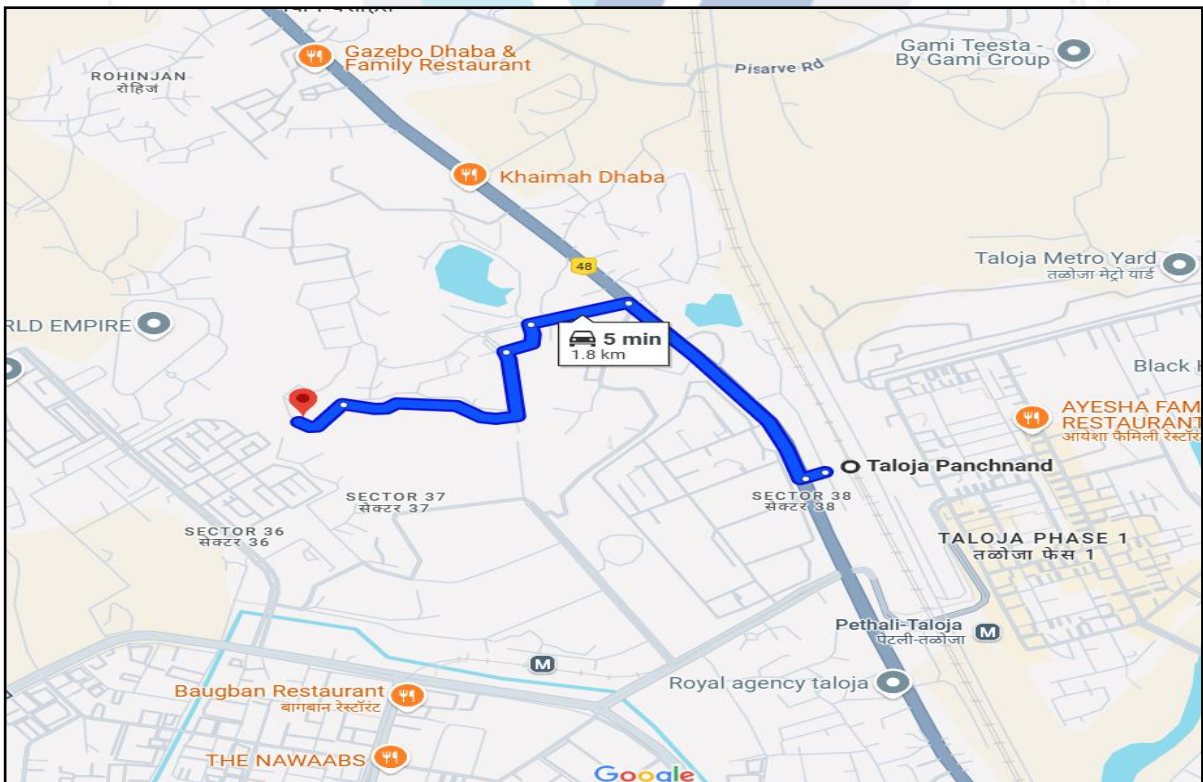 Gazebo Dhaba &
Family Restaurant
ROHINJAN
रोहिजं
Gami Teesta -
By Gami Group
Pisarve Rd
Khaimah Dhaba
48
Taloja Metro Yard
तळोजा मेट्रो यार्ड
RLD EMPIRE
5 min
1.8 km
Black
AYESHA FAM
RESTAURANT
आयेशा फैमिली रेस्टॉरं
Taloja Panchnand
SECTOR 37
सेक्टर 37
SECTOR 38
सेक्टर 38
SECTOR 36
सेक्टर 36
TALOJA PHASE 1
तळोजा फेस 1
Pethali-Taloja
पेटली-तळोजा
M
M
Royal agency taloja
Baugban Restaurant
बागबान रेस्टॉरंट
THE NAWAABS
Google